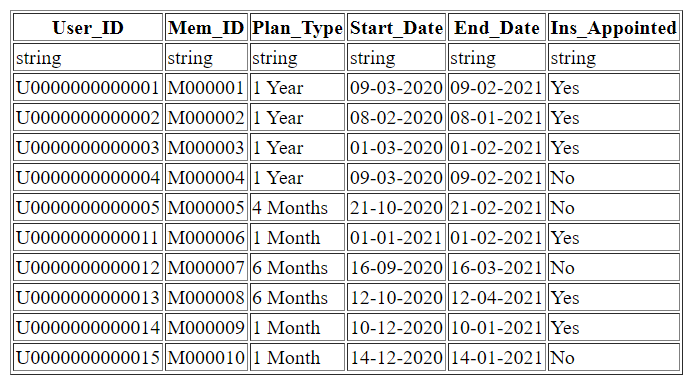 User_ID Mem_ID Plan_Type Start_Date End_Date Ins_Appointed
string string string string string string
U0000000000001 M000001 1 Year 09-03-2020 09-02-2021 Yes
U0000000000002 M000002 1 Year 08-02-2020 08-01-2021 Yes
U0000000000003 M000003 1 Year 01-03-2020 01-02-2021 Yes
U0000000000004 M000004 1 Year 09-03-2020 09-02-2021 No
U0000000000005 M000005 4 Months 21-10-2020 21-02-2021 No
U0000000000011 M000006 1 Month 01-01-2021 01-02-2021 Yes
U0000000000012 M000007 6 Months 16-09-2020 16-03-2021 No
U0000000000013 M000008 6 Months 12-10-2020 12-04-2021 Yes
U0000000000014 M000009 1 Month 10-12-2020 10-01-2021 Yes
U0000000000015 M000010 1 Month 14-12-2020 14-01-2021 No